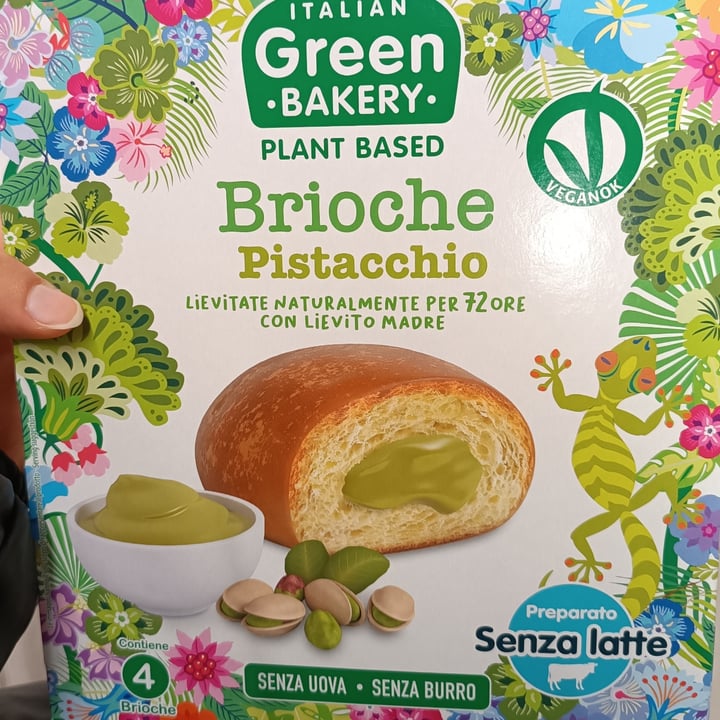 ITALIAN
Green
·BAKERY·
PLANT BASED
VEGANOK
Brioche
Pistacchio
LiEVITATE NATURALMENTE PER 72 ORE
CON LiEVITO MADRE
Preparato
Senza latte
Contiene
4
Brioche
SENZA UOVA • SENZA BURRO